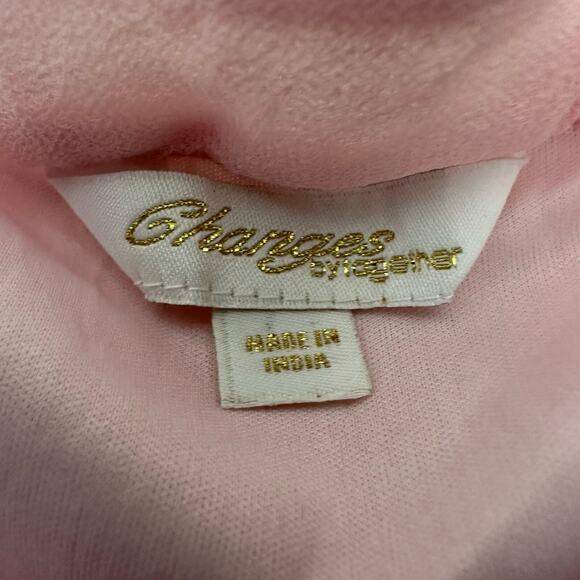 Changes
by together
MADE IN
INDIA